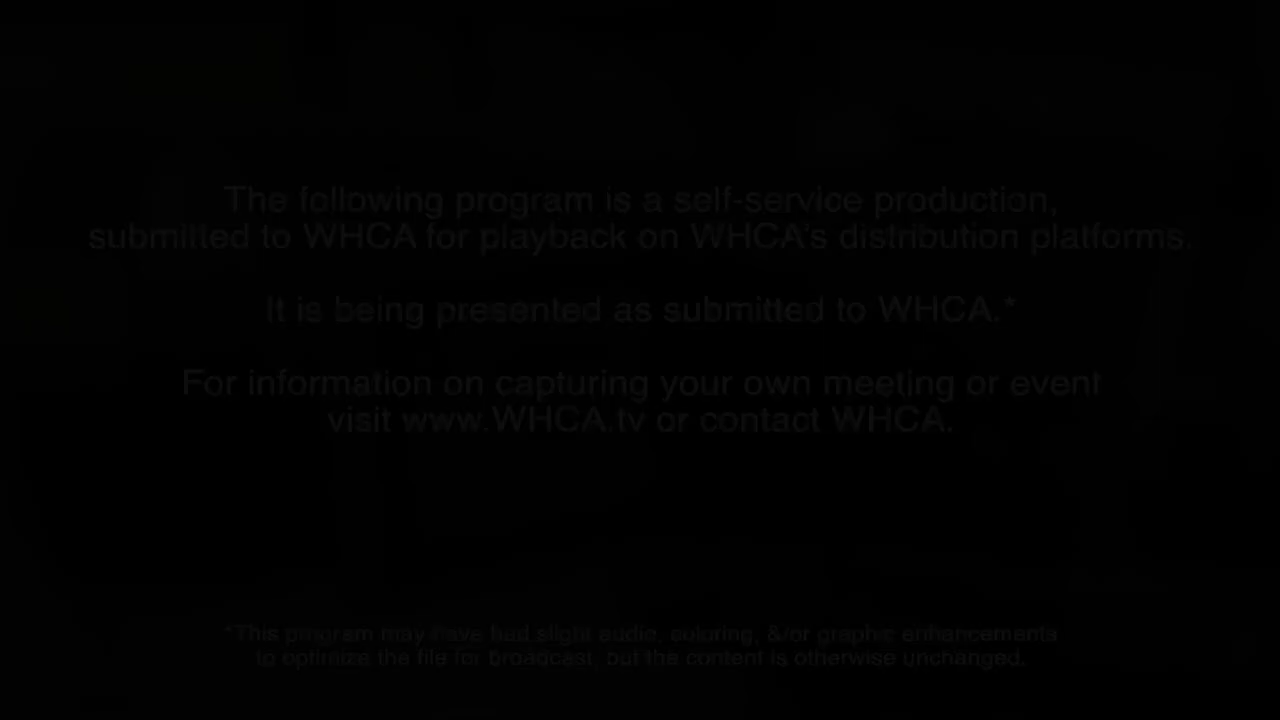 The following program is a self-service production,
submitted to WHCA for playback on WHCA's distribution platforms.
It is being presented as submitted to WHCA.*
For information on capturing your own meeting or event
visit www.WHCA.tv or contact WHCA.
*This program may have had slight audio, coloring, &/or graphic enhancements
to optimize the file for broadcast, but the content is otherwise unchanged.